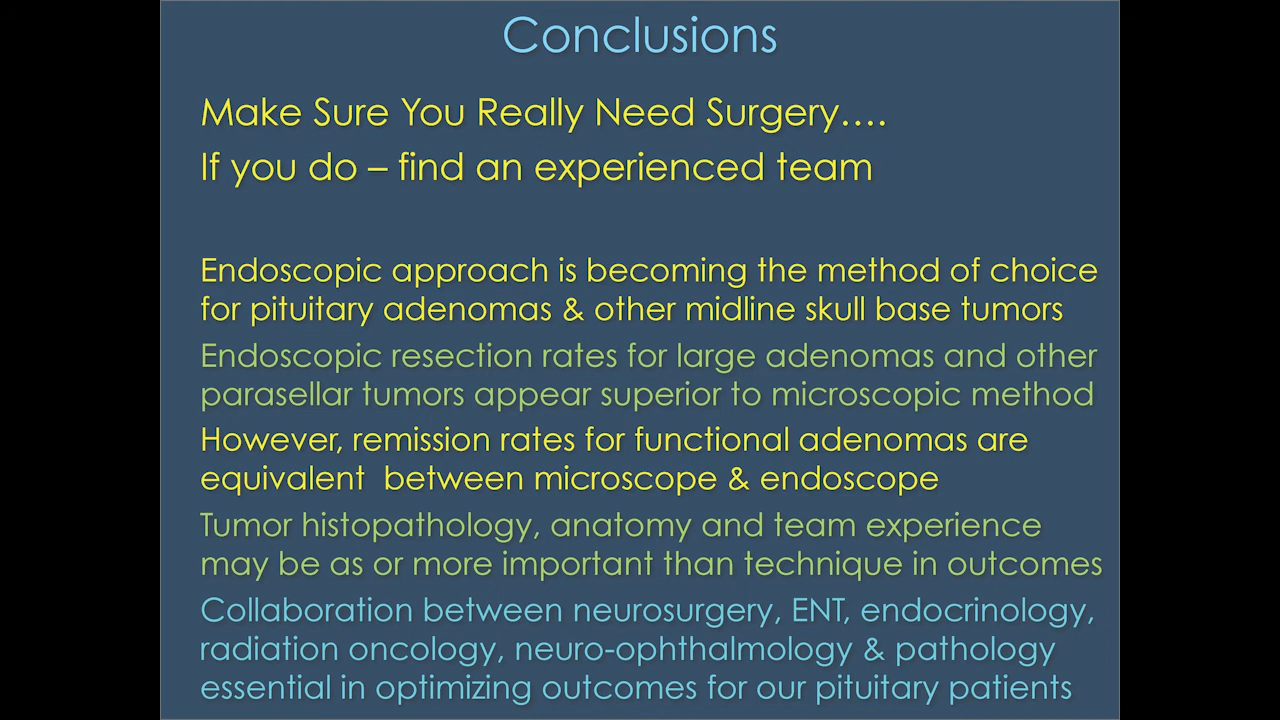 Conclusions
Make Sure You Really Need Surgery....
If you do – find an experienced team
Endoscopic approach is becoming the method of choice
for pituitary adenomas & other midline skull base tumors
Endoscopic resection rates for large adenomas and other
parasellar tumors appear superior to microscopic method
However, remission rates for functional adenomas are
equivalent  between microscope & endoscope
Tumor histopathology, anatomy and team experience
may be as or more important than technique in outcomes
Collaboration between neurosurgery, ENT, endocrinology,
radiation oncology, neuro-ophthalmology & pathology
essential in optimizing outcomes for our pituitary patients